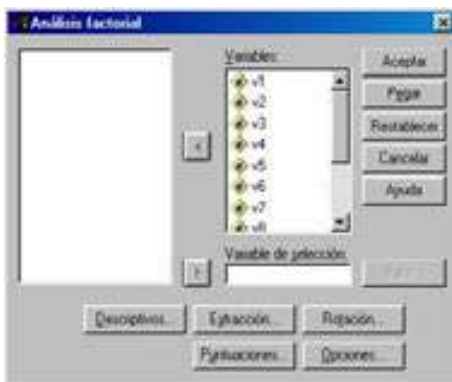 Análisis factorial
Variables:
v1
v2
v3
v4
v5
v6
v7
v8
Aceptar
Pegar
Restablecer
Cancelar
Ayuda
Variable de selección:
Descriptivos...
Extracción...
Rotación...
Puntuaciones...
Opciones...